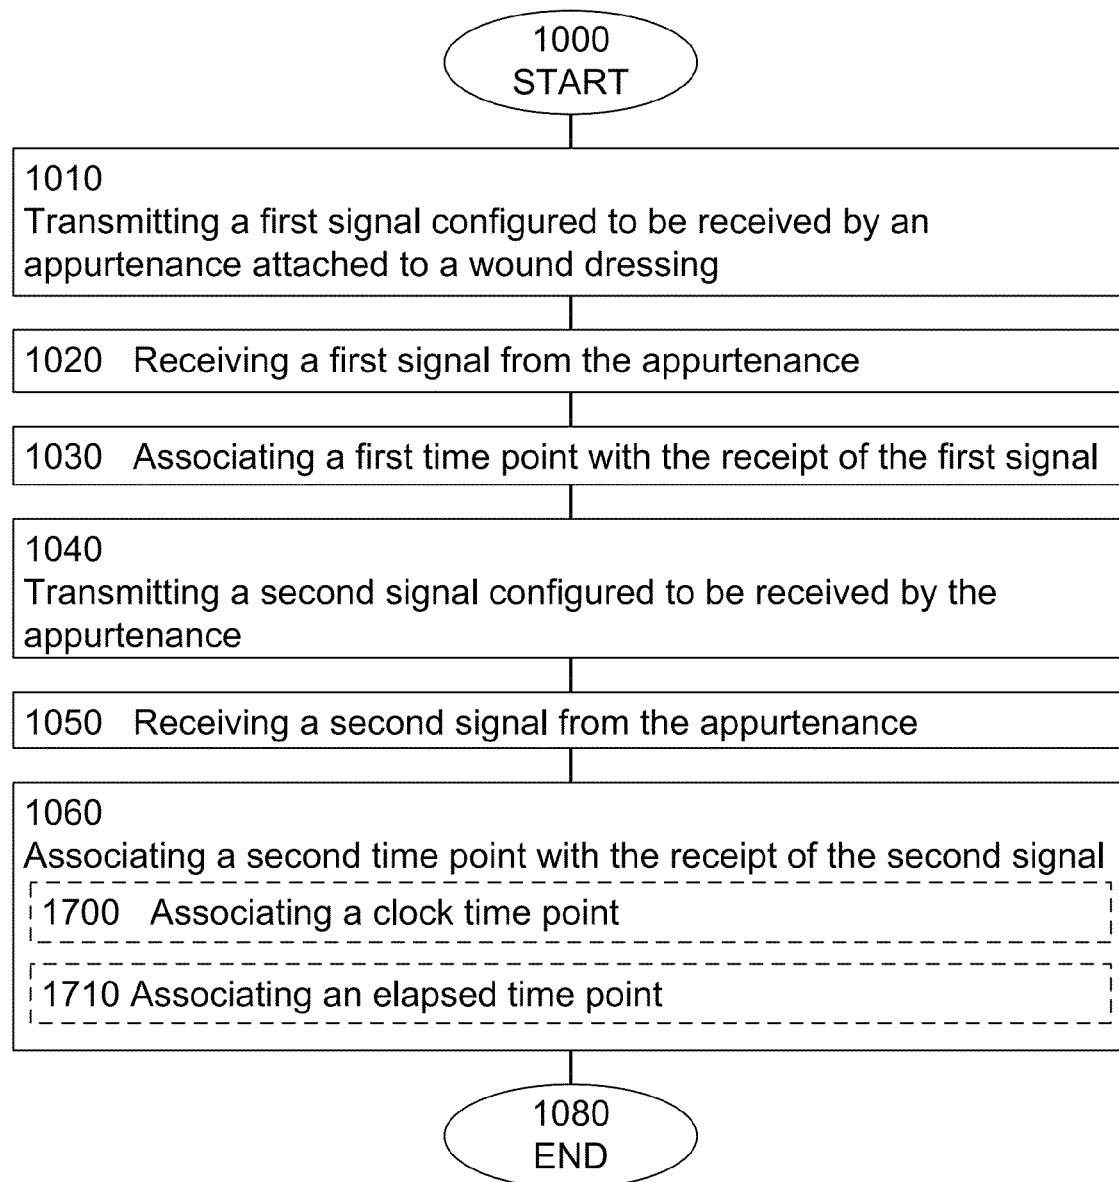 1000
START
1010
Transmitting a first signal configured to be received by an
appurtenance attached to a wound dressing
1020 Receiving a first signal from the appurtenance
1030 Associating a first time point with the receipt of the first signal
1040
Transmitting a second signal configured to be received by the
appurtenance
1050 Receiving a second signal from the appurtenance
1060
Associating a second time point with the receipt of the second signal
1700 Associating a clock time point
1710 Associating an elapsed time point
1080
END